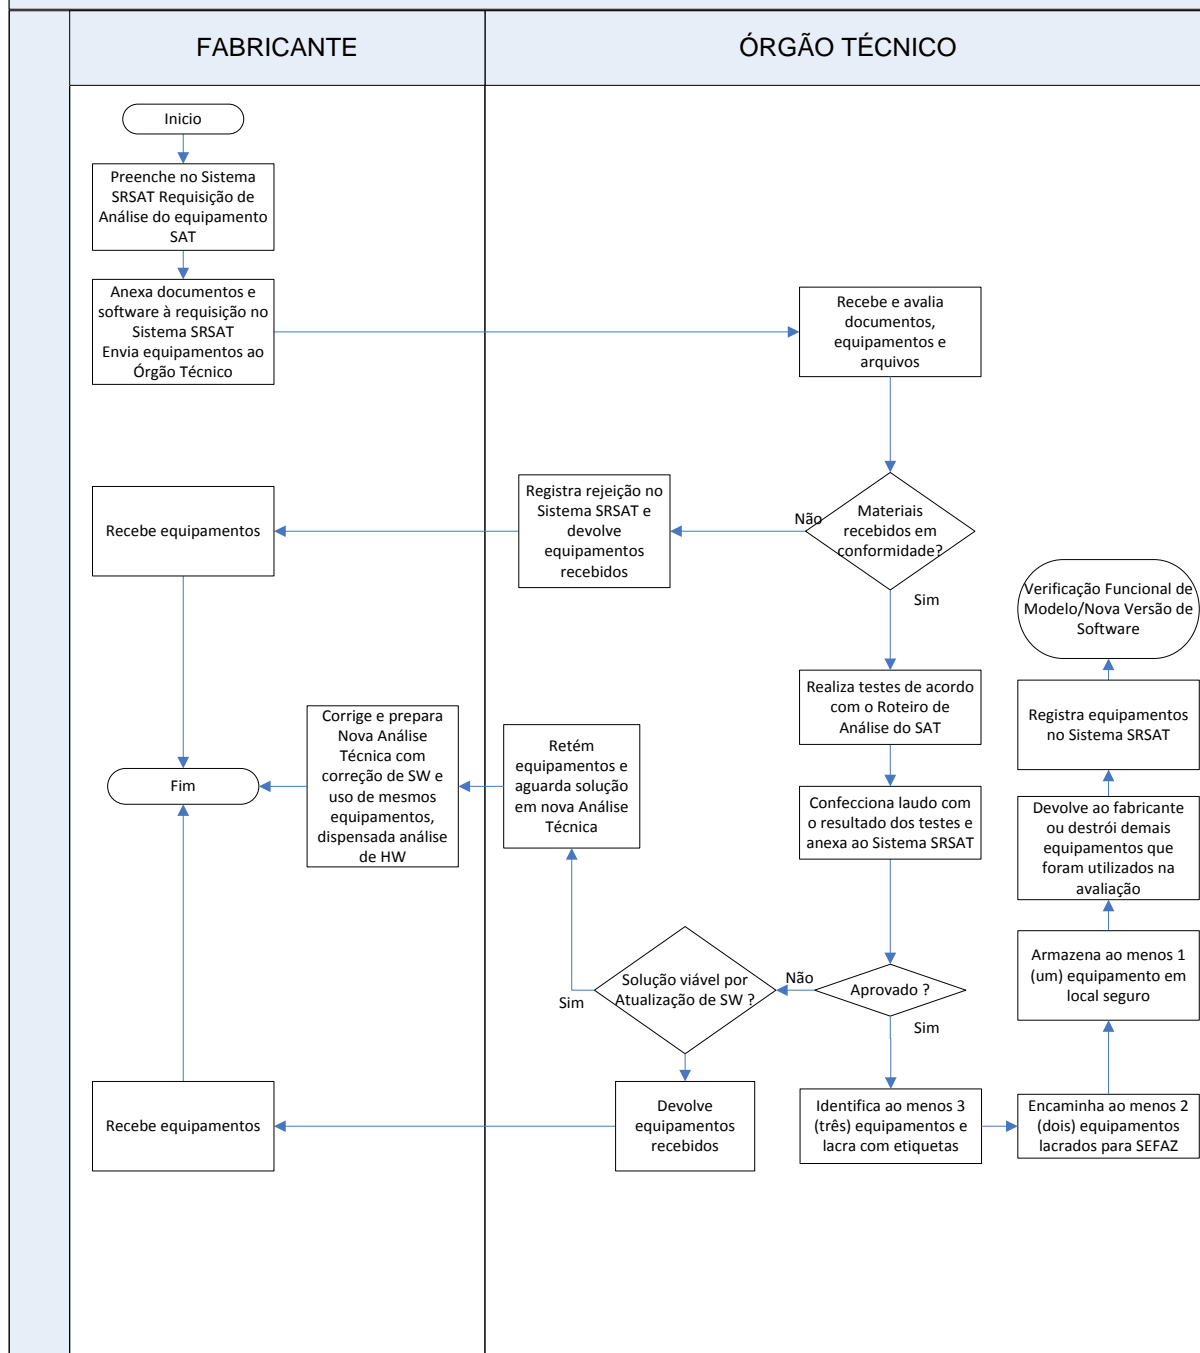 FABRICANTE
ÓRGÃO TÉCNICO
Inicio
Preenche no Sistema
SRSAT Requisição de
Análise do equipamento
SAT
Anexa documentos e
software à requisição no
Sistema SRSAT
Envia equipamentos ao
Órgão Técnico
Recebe e avalia
documentos,
equipamentos e
arquivos
Materiais
recebidos em
conformidade?
Não
Sim
Registra rejeição no
Sistema SRSAT e
devolve
equipamentos
recebidos
Recebe equipamentos
Verificação Funcional de
Modelo/Nova Versão de
Software
Realiza testes de acordo
com o Roteiro de
Análise do SAT
Registra equipamentos
no Sistema SRSAT
Corrige e prepara
Nova Análise
Técnica com
correção de SW e
uso de mesmos
equipamentos,
dispensada análise
de HW
Retém
equipamentos e
aguarda solução
em nova Análise
Técnica
Fim
Confecciona laudo com
o resultado dos testes e
anexa ao Sistema SRSAT
Devolve ao fabricante
ou destrói demais
equipamentos que
foram utilizados na
avaliação
Armazena ao menos 1
(um) equipamento em
local seguro
Solução viável por
Atualização de SW ?
Sim
Não
Aprovado ?
Sim
Recebe equipamentos
Devolve
equipamentos
recebidos
Identifica ao menos 3
(três) equipamentos e
lacra com etiquetas
Encaminha ao menos 2
(dois) equipamentos
lacrados para SEFAZ